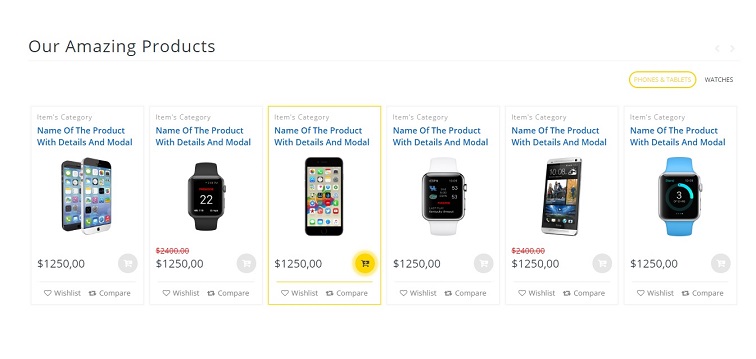 Our Amazing Products
PHONES & TABLETS WATCHES
Item's Category
Name Of The Product
With Details And Modal
$1250,00
Wishlist Compare
Item's Category
Name Of The Product
With Details And Modal
22
$2400.00
$1250,00
Wishlist Compare
Item's Category
Name Of The Product
With Details And Modal
$1250,00
Wishlist Compare
Item's Category
Name Of The Product
With Details And Modal
53
53
$1250,00
Wishlist Compare
Item's Category
Name Of The Product
With Details And Modal
$2400.00
$1250,00
Wishlist Compare
Item's Category
Name Of The Product
With Details And Modal
3
$1250,00
Wishlist Compare